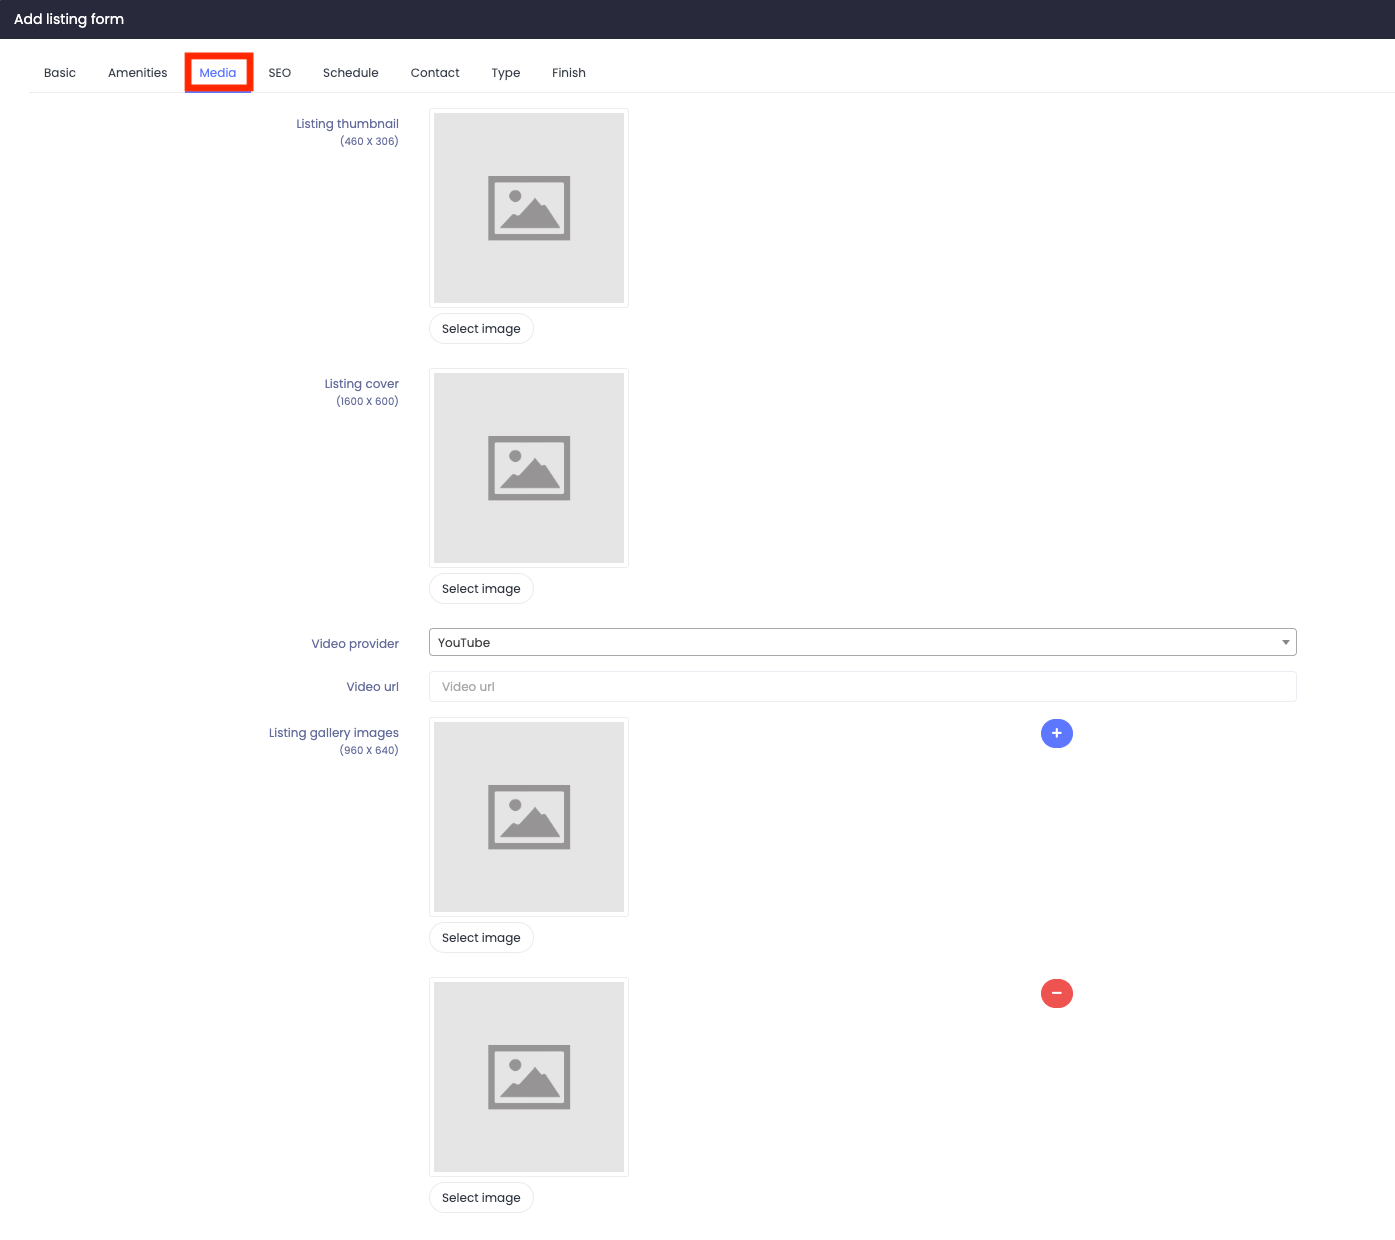 Add listing form
Basic Amenities Media SEO Schedule Contact Type Finish
Listing thumbnail
(460 X 306)
Select image
Listing cover
(1600 X 600)
Select image
Video provider YouTube
Video url Video url
Listing gallery images
(960 X 640)
Select image
Select image